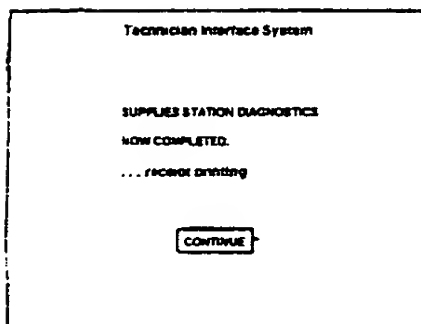 Technician Interface System
SUPPLIES STATION DIAGNOSTICS
NOW COMPLETED.
... receipt printing
CONTINUE